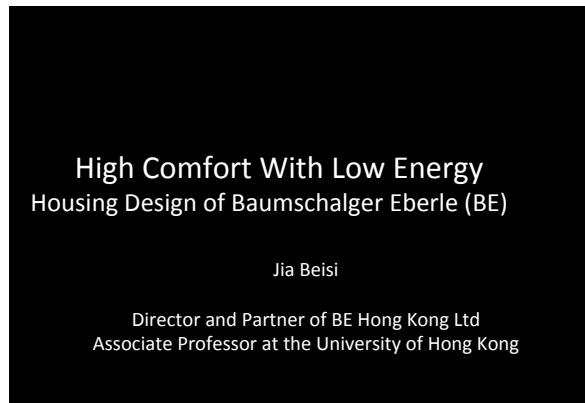 High Comfort With Low Energy
Housing Design of Baumschalger Eberle (BE)
Jia Beisi
Director and Partner of BE Hong Kong Ltd
Associate Professor at the University of Hong Kong